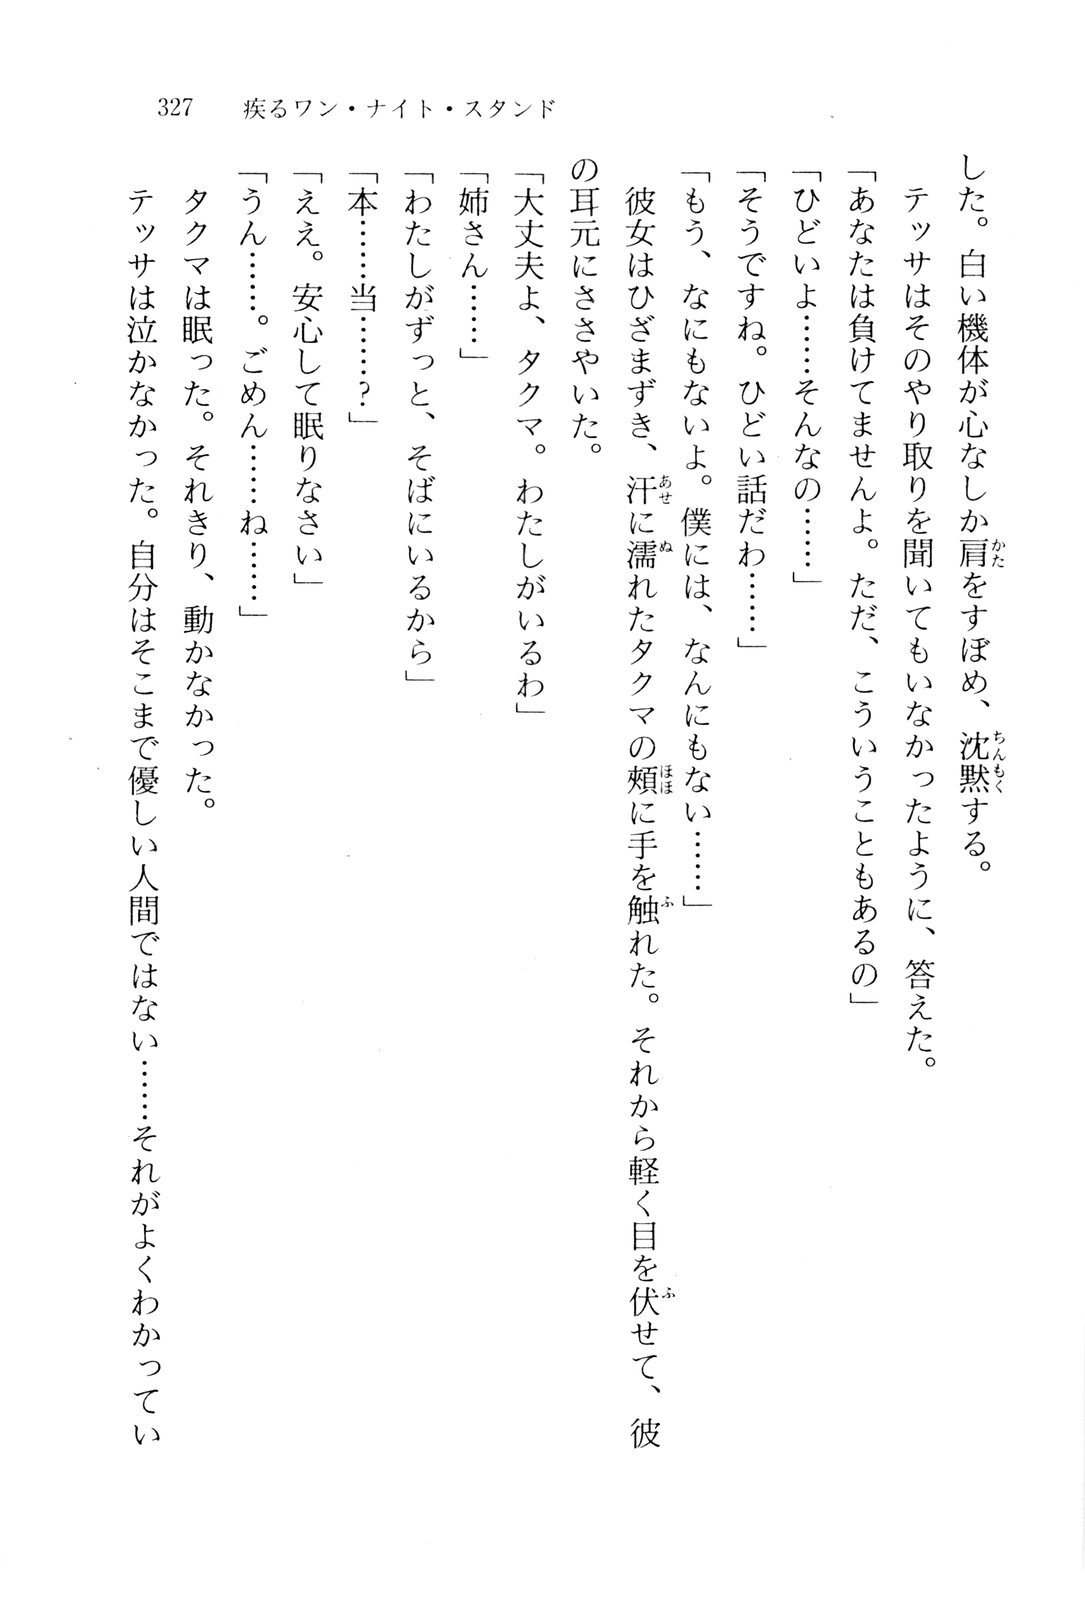 327　疾るワン・ナイト・スタンド
した。白い機体が心なしか肩をすぼめ、沈黙する。
　テッサはそのやり取りを聞いてもいなかったように、答えた。
「あなたは負けてませんよ。ただ、こういうこともあるの」
「ひどいよ……そんなの……」
「そうですね。ひどい話だわ……」
「もう、なにもないよ。僕には、なんにもない……」
　彼女はひざまずき、汗に濡れたタクマの頰に手を触れた。それから軽く目を伏せて、彼
の耳元にささやいた。
「大丈夫よ、タクマ。わたしがいるわ」
「姉さん……」
「わたしがずっと、そばにいるから」
「本……当……?」
「ええ。安心して眠りなさい」
「うん……。ごめん……ね……」
　タクマは眠った。それきり、動かなかった。
　テッサは泣かなかった。自分はそこまで優しい人間ではない……それがよくわかってい